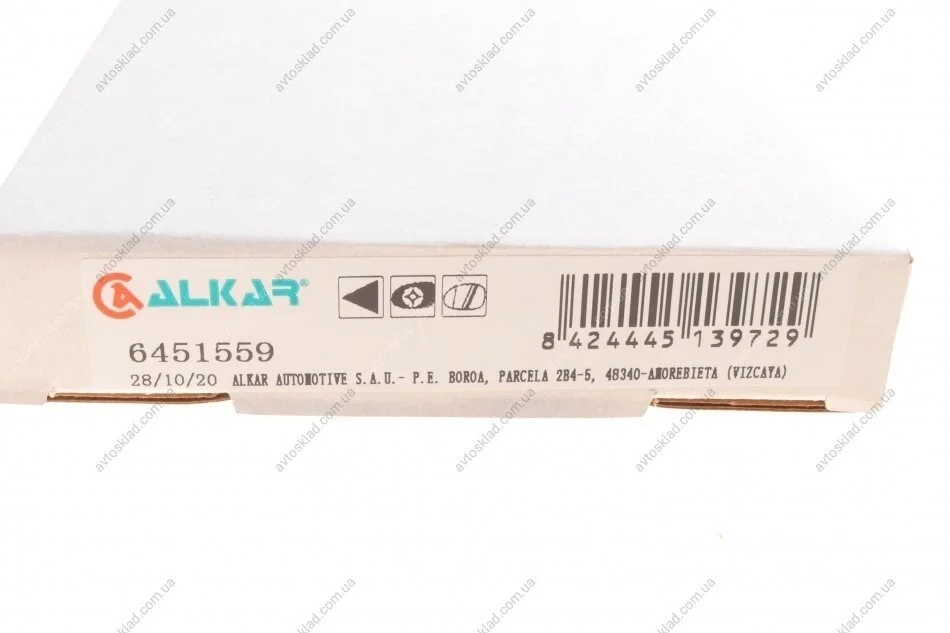 ALKAR®
8 424445 139729
6451559
28/10/20 ALKAR AUTOMOTIVE S.A.U.- P.E. BOROA, PARCELA 2B4-5, 48340-AMOREBIETA (VIZCAYA)
avtosklad.com.ua